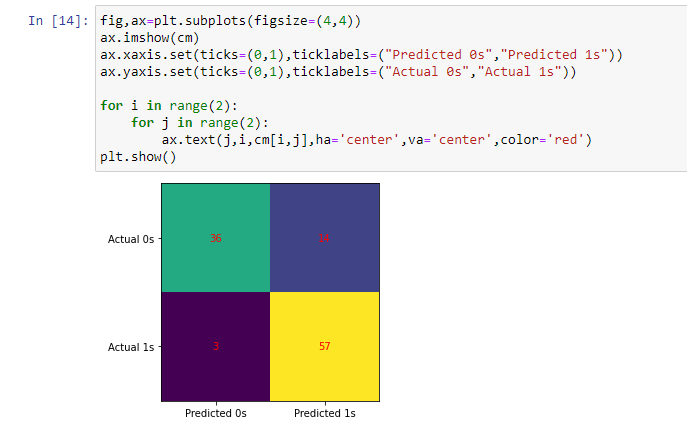 In [14]: fig,ax=plt.subplots(figsize=(4,4))
ax.imshow(cm)
ax.xaxis.set(ticks=(0,1),ticklabels=("Predicted 0s","Predicted 1s"))
ax.yaxis.set(ticks=(0,1),ticklabels=("Actual 0s","Actual 1s"))
for i in range(2):
    for j in range(2):
        ax.text(j,i,cm[i,j],ha='center',va='center',color='red')
plt.show()
Actual 0s 36
Actual 1s 3 57
Predicted 0s Predicted 1s